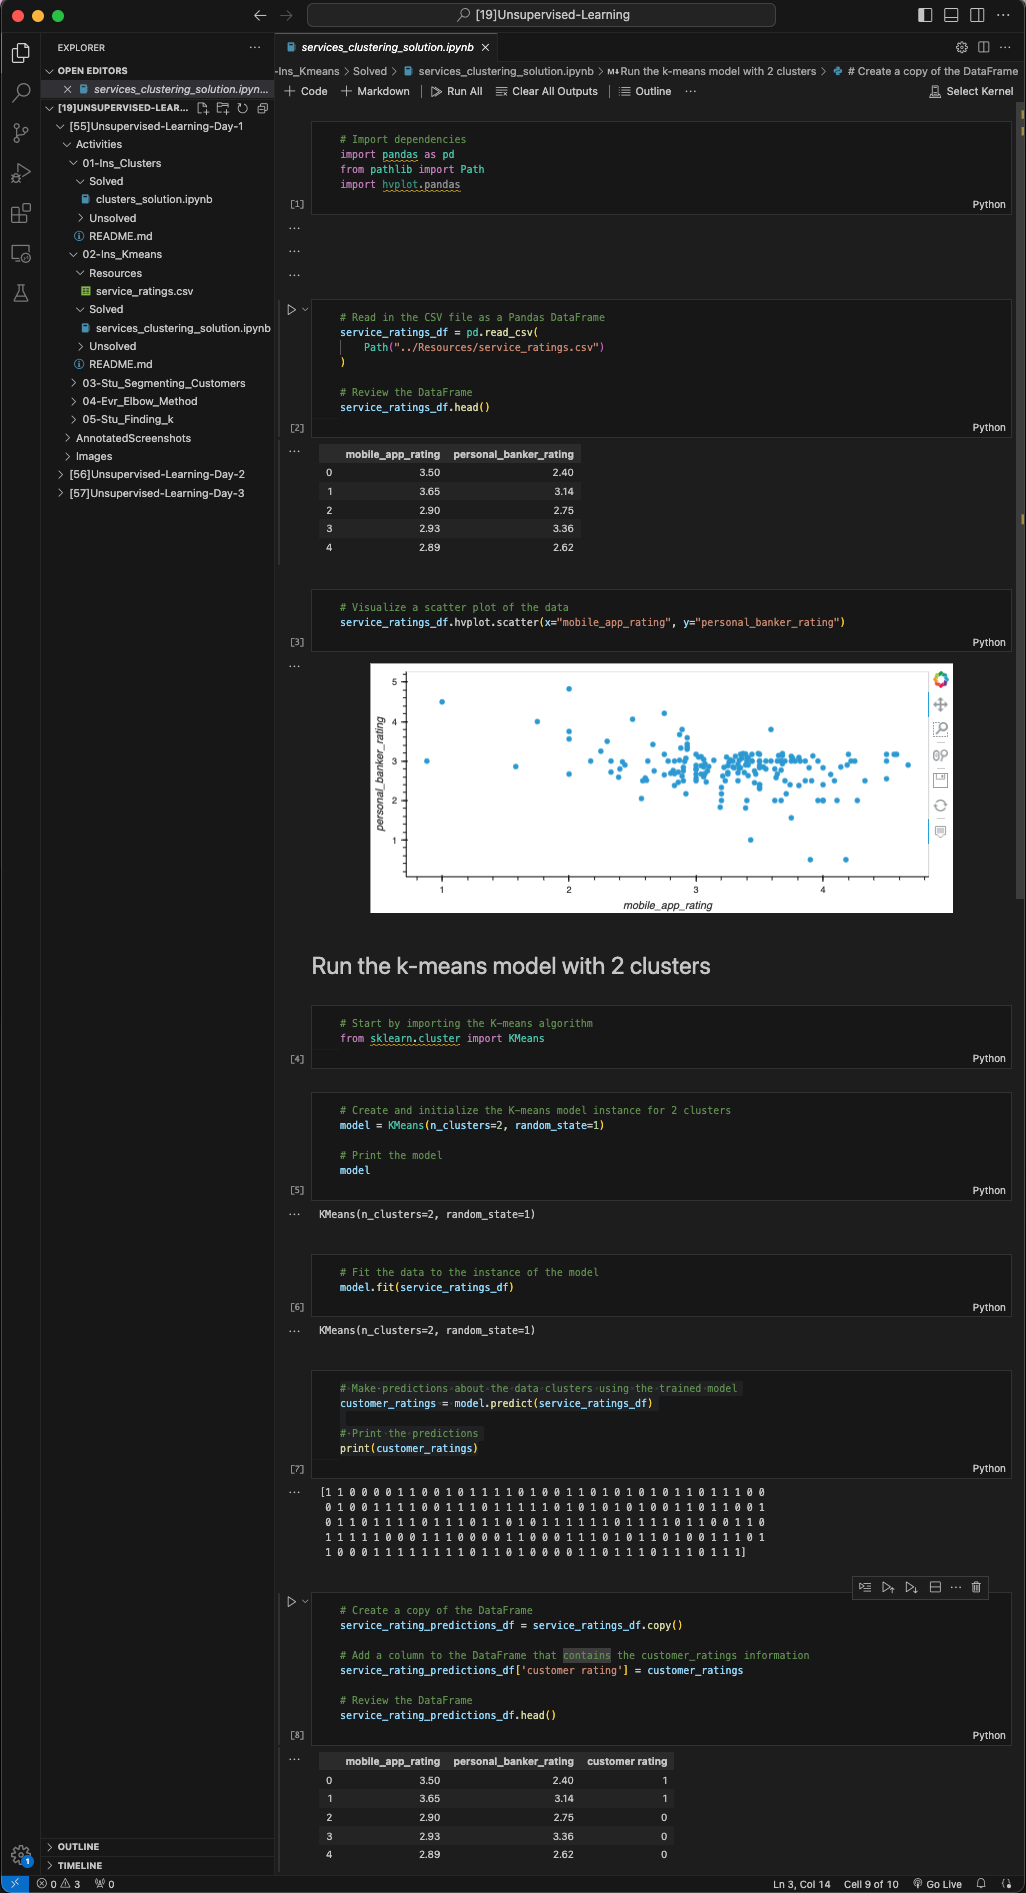 [19]Unsupervised-Learning
EXPLORER
OPEN EDITORS
services_clustering_solution.ipyn...
[19]UNSUPERVISED-LEAR...
[55]Unsupervised-Learning-Day-1
Activities
01-Ins_Clusters
Solved
clusters_solution.ipynb
Unsolved
README.md
02-Ins_Kmeans
Resources
service_ratings.csv
Solved
services_clustering_solution.ipynb
Unsolved
README.md
03-Stu_Segmenting_Customers
04-Evr_Elbow_Method
05-Stu_Finding_k
AnnotatedScreenshots
Images
[56]Unsupervised-Learning-Day-2
[57]Unsupervised-Learning-Day-3
OUTLINE
TIMELINE
services_clustering_solution.ipynb
-Ins_Kmeans > Solved > services_clustering_solution.ipynb > M↓Run the k-means model with 2 clusters > # Create a copy of the DataFrame
+ Code + Markdown Run All Clear All Outputs Outline ... Select Kernel
# Import dependencies
import pandas as pd
from pathlib import Path
import hvplot.pandas
[1] Python
# Read in the CSV file as a Pandas DataFrame
service_ratings_df = pd.read_csv(
Path("../Resources/service_ratings.csv")
)
# Review the DataFrame
service_ratings_df.head()
[2] Python
mobile_app_rating personal_banker_rating
0 3.50 2.40
1 3.65 3.14
2 2.90 2.75
3 2.93 3.36
4 2.89 2.62
# Visualize a scatter plot of the data
service_ratings_df.hvplot.scatter(x="mobile_app_rating", y="personal_banker_rating")
[3] Python
personal_banker_rating
5
4
3
2
1
1 2 3 4
mobile_app_rating
Run the k-means model with 2 clusters
# Start by importing the K-means algorithm
from sklearn.cluster import KMeans
[4] Python
# Create and initialize the K-means model instance for 2 clusters
model = KMeans(n_clusters=2, random_state=1)
# Print the model
model
[5] Python
KMeans(n_clusters=2, random_state=1)
# Fit the data to the instance of the model
model.fit(service_ratings_df)
[6] Python
KMeans(n_clusters=2, random_state=1)
# Make predictions about the data clusters using the trained model
customer_ratings = model.predict(service_ratings_df)
# Print the predictions
print(customer_ratings)
[7] Python
[1 1 0 0 0 0 1 1 0 0 1 0 1 1 1 1 0 1 0 0 1 1 0 1 0 1 0 1 0 1 1 0 1 1 1 0 0
0 1 0 0 1 1 1 1 0 0 1 1 1 0 1 1 1 1 1 0 1 0 1 0 1 0 1 0 0 1 1 0 1 1 0 0 1
0 1 1 0 1 1 1 1 0 1 1 1 0 1 1 0 1 0 1 1 1 1 1 1 0 1 1 1 1 0 1 1 0 0 1 1 0
1 1 1 1 1 0 0 0 1 1 1 0 0 0 0 1 1 0 0 0 1 1 1 0 1 0 1 1 0 1 0 0 1 1 1 0 1
1 0 0 0 1 1 1 1 1 1 1 1 0 1 1 0 1 0 0 0 0 1 1 0 1 1 1 0 1 1 1 0 1 1 1]
# Create a copy of the DataFrame
service_rating_predictions_df = service_ratings_df.copy()
# Add a column to the DataFrame that contains the customer_ratings information
service_rating_predictions_df['customer rating'] = customer_ratings
# Review the DataFrame
service_rating_predictions_df.head()
[8] Python
mobile_app_rating personal_banker_rating customer rating
0 3.50 2.40 1
1 3.65 3.14 1
2 2.90 2.75 0
3 2.93 3.36 0
4 2.89 2.62 0
1
0 3 0 Ln 3, Col 14 Cell 9 of 10 Go Live